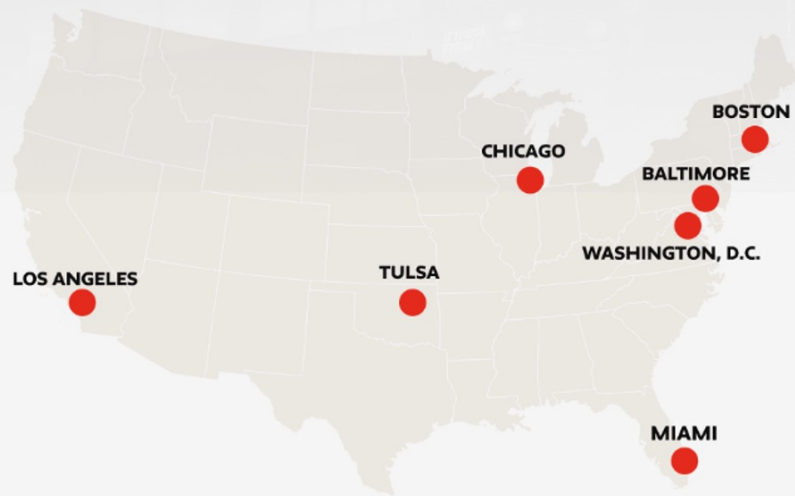 BOSTON
CHICAGO
BALTIMORE
WASHINGTON, D.C.
LOS ANGELES
TULSA
MIAMI